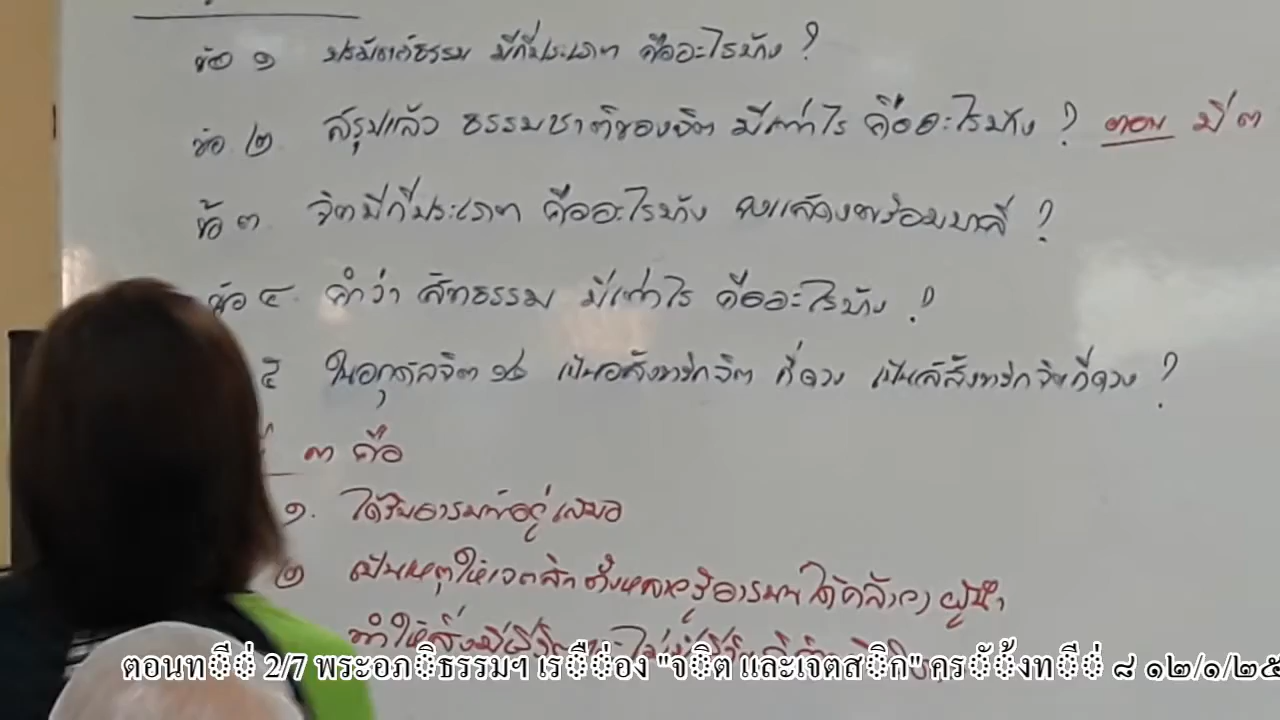 ข้อ ๑ ปรมัตถ์ธรรม มีกี่ประเภท คืออะไรบ้าง ?
ข้อ ๒. สรุปแล้ว ธรรมชาติของจิต มีเท่าไร คืออะไรบ้าง ? ตอบ มี ๓
ข้อ ๓. จิตมีกี่ประเภท คืออะไรบ้าง จงแสดงพร้อมบาลี ?
ข้อ ๔. คำว่า สัทธรรม มีเท่าไร คืออะไรบ้าง ?
๕ ในอกุศลจิต ๑๒ เป็นอสังขาริกจิต กี่ดวง เป็นสสังขาริกจิตกี่ดวง ?
๓ คือ
๑. ได้รับอารมณ์อยู่เสมอ
๒ เป็นเหตุให้เจตสิก ทั้งหลายรู้อารมณ์ได้คล้าย ผู้นำ
ทำให้สิ่งมีชีวิต
ตอนที่ 2/7 พระอภิธรรมฯ เรื่อง "จิต และเจตสิก" ครั้งที่ ๘ ๑๒/๑/๒๕